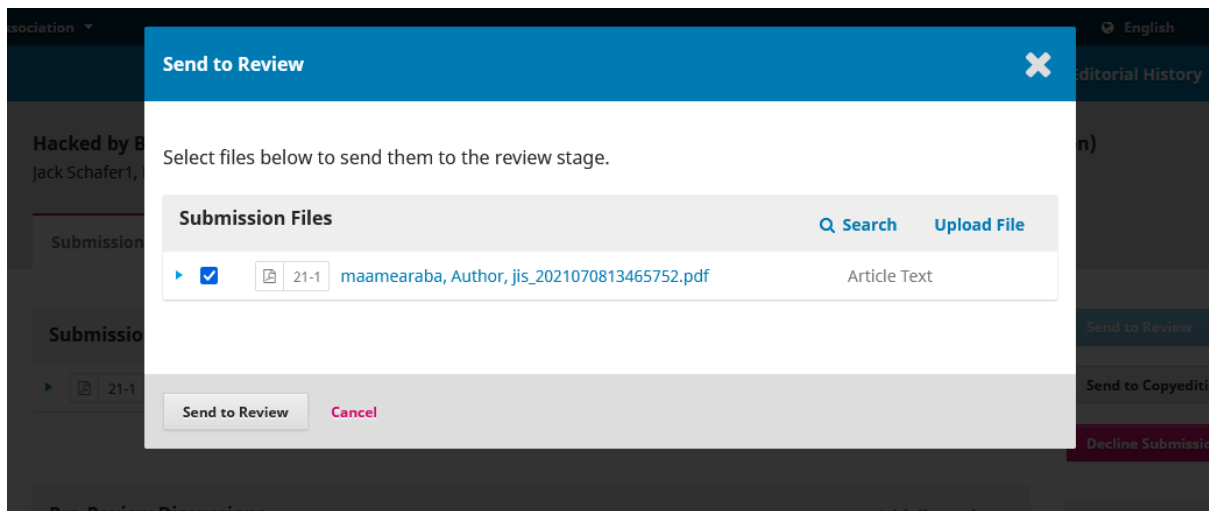 ssociation
English
Send to Review
Editorial History
Hacked by B
n)
Jack Schafer1,
Select files below to send them to the review stage.
Submission Files
Search
Upload File
Submission
21-1 maamearaba, Author, jis_2021070813465752.pdf
Article Text
Submissio
Send to Review
21-1
Send to Copyediti
Send to Review
Cancel
Decline Submissio